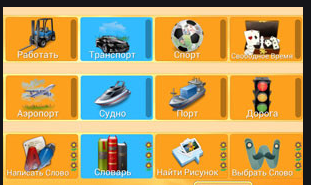 Работать
Транспорт
Спорт
Свободное Время
Аэропорт
Судно
Порт
Дорога
Написать Слово
Словарь
Найти Рисунок
Выбрать Слово